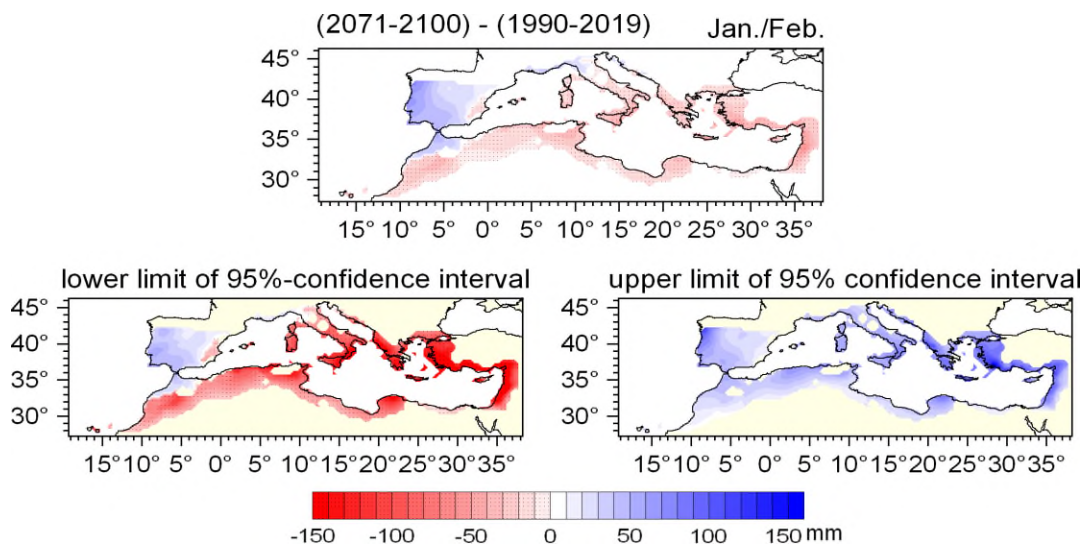 (2071-2100) - (1990-2019) Jan./Feb.
45°
40°
35°
30°
15° 10° 5° 0° 5° 10° 15° 20° 25° 30° 35°
lower limit of 95%-confidence interval
45°
40°
35°
30°
15° 10° 5° 0° 5° 10° 15° 20° 25° 30° 35°
upper limit of 95% confidence interval
45°
40°
35°
30°
15° 10° 5° 0° 5° 10° 15° 20° 25° 30° 35°
-150 -100 -50 0 50 100 150 mm